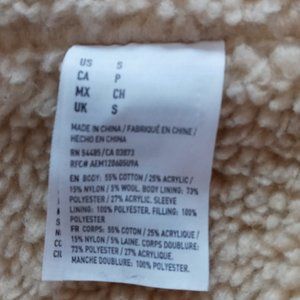 US S
CA P
MX CH
UK S
MADE IN CHINA / FABRIQUÉ EN CHINE /
HECHO EN CHINA
RN 54485/CA 03073
EN BODY: 55% COTTON / 25% ACRYLIC /
15% NYLON / 5% WOOL. BODY LINING: 73%
POLYESTER / 27% ACRYLIC. SLEEVE
LINING: 100% POLYESTER. FILLING: 100%
POLYESTER.
FR CORPS: 55% COTON / 25% ACRYLIQUE /
15% NYLON / 5% LAINE. CORPS DOUBLURE:
73% POLYESTER / 27% ACRYLIQUE.
MANCHE DOUBLURE: 100% POLYESTER.